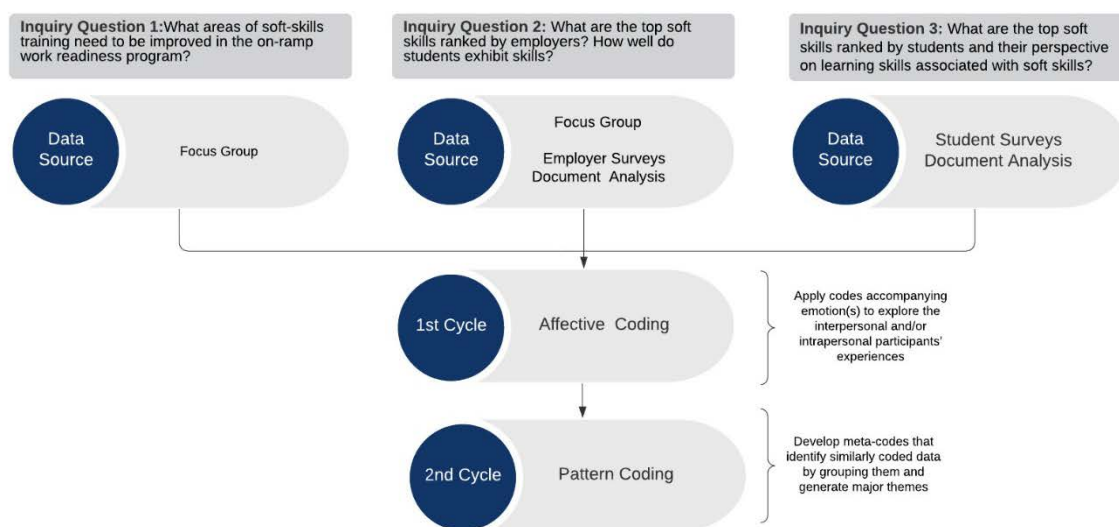 Inquiry Question 1:What areas of soft-skills
training need to be improved in the on-ramp
work readiness program?
Inquiry Question 2: What are the top soft
skills ranked by employers? How well do
students exhibit skills?
Inquiry Question 3: What are the top soft
skills ranked by students and their perspective
on learning skills associated with soft skills?
Data
Source
Focus Group
Data
Source
Focus Group
Employer Surveys
Document Analysis
Data
Source
Student Surveys
Document Analysis
1st Cycle
Affective Coding
Apply codes accompanying
emotion(s) to explore the
interpersonal and/or
intrapersonal participants'
experiences
2nd Cycle
Pattern Coding
Develop meta-codes that
identify similarly coded data
by grouping them and
generate major themes